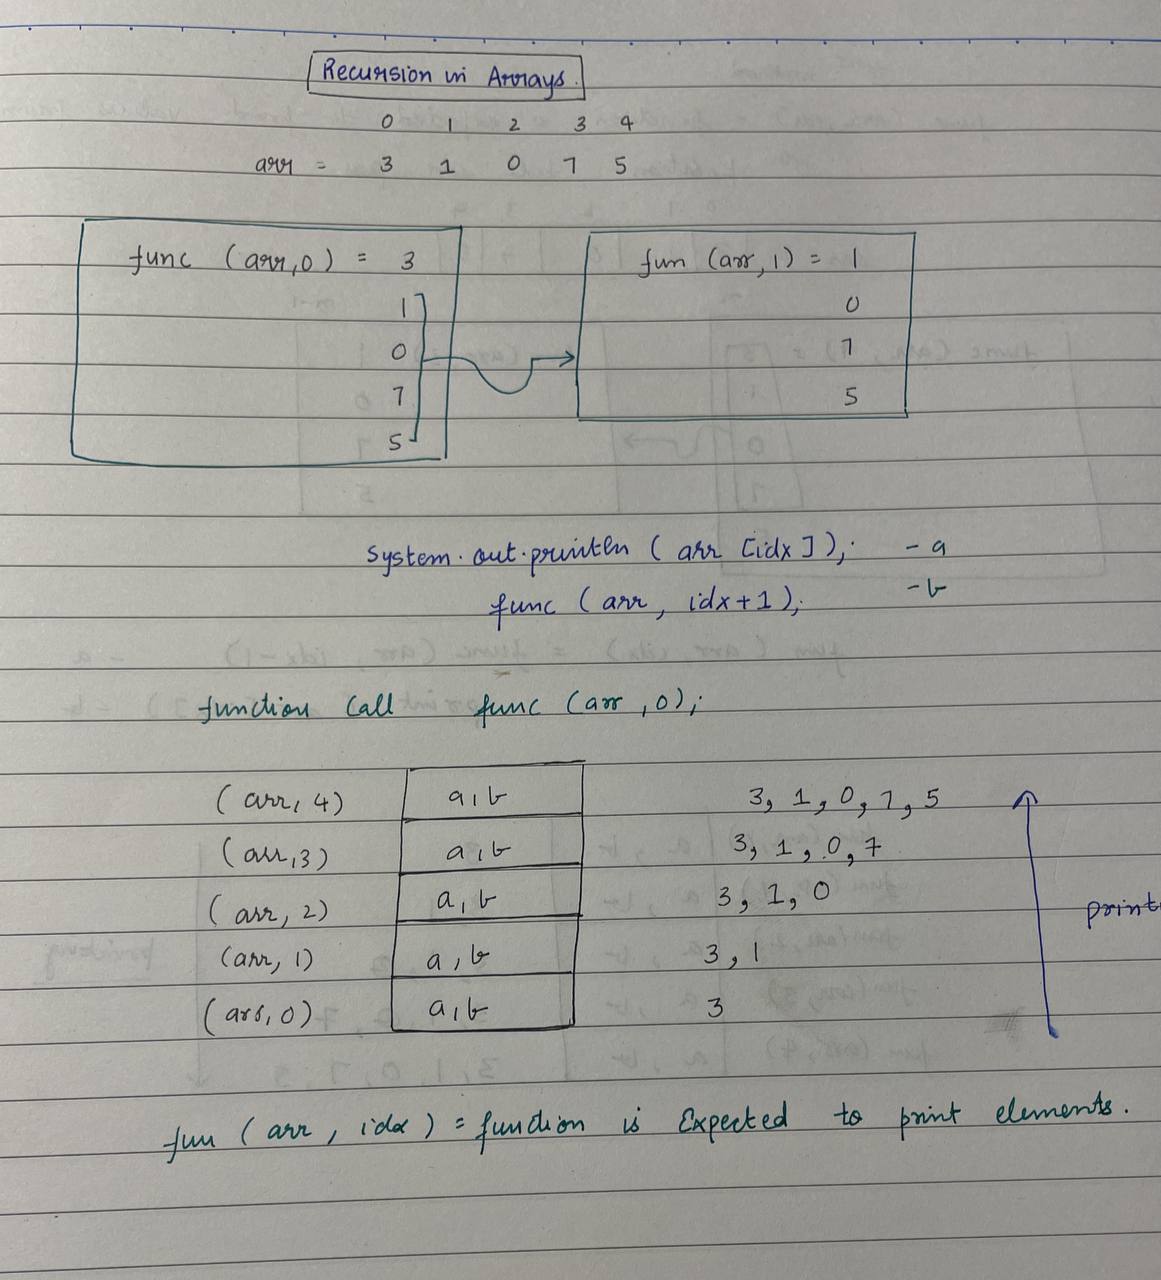 Recursion in Arrays.
0 1 2 3 4
arr = 3 1 0 7 5
func (arr,0) = 3
1
0
7
5
fun (arr, 1) = 1
0
7
5
System.out.println ( arr [idx] ); - a
func ( arr, idx+1 ); - b
function call func (arr ,0);
(arr, 4) a, b 3, 1, 0, 7, 5
(arr,3) a, b 3, 1, 0, 7
(arr, 2) a, b 3, 1, 0
(arr, 1) a, b 3, 1
(arr, 0) a, b 3
print
fun ( arr , idx ) = function is Expected to print elements.